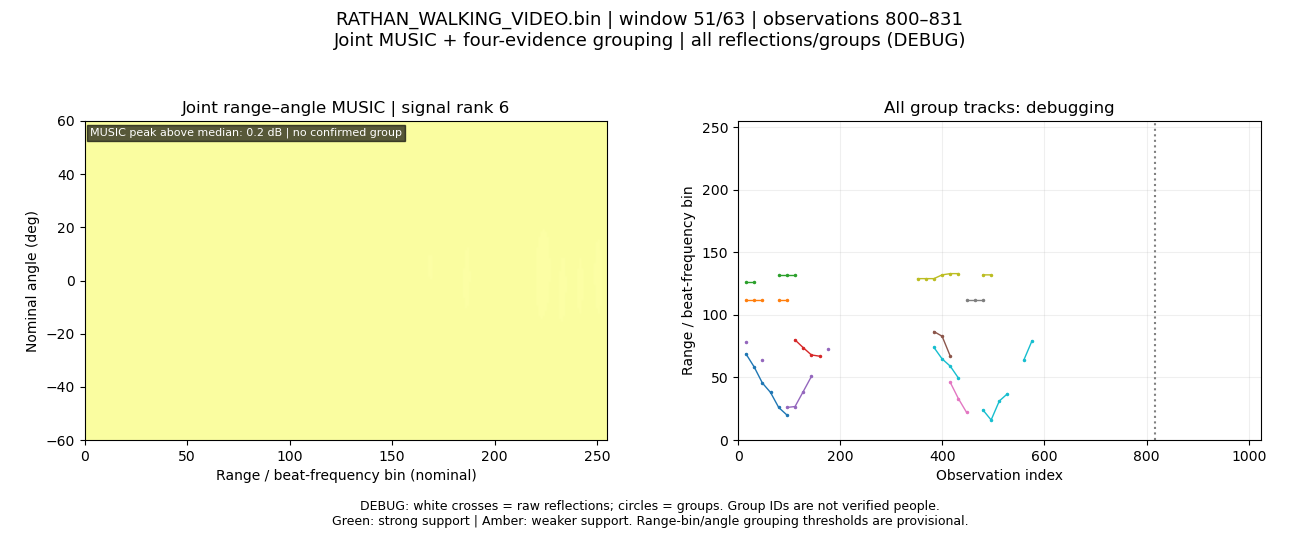 RATHAN_WALKING_VIDEO.bin | window 51/63 | observations 800–831
Joint MUSIC + four-evidence grouping | all reflections/groups (DEBUG)
Joint range–angle MUSIC | signal rank 6
MUSIC peak above median: 0.2 dB | no confirmed group
Nominal angle (deg)
60
40
20
0
−20
−40
−60
0 50 100 150 200 250
Range / beat-frequency bin (nominal)
All group tracks: debugging
Range / beat-frequency bin
250
200
150
100
50
0
0 200 400 600 800 1000
Observation index
DEBUG: white crosses = raw reflections; circles = groups. Group IDs are not verified people.
Green: strong support | Amber: weaker support. Range-bin/angle grouping thresholds are provisional.